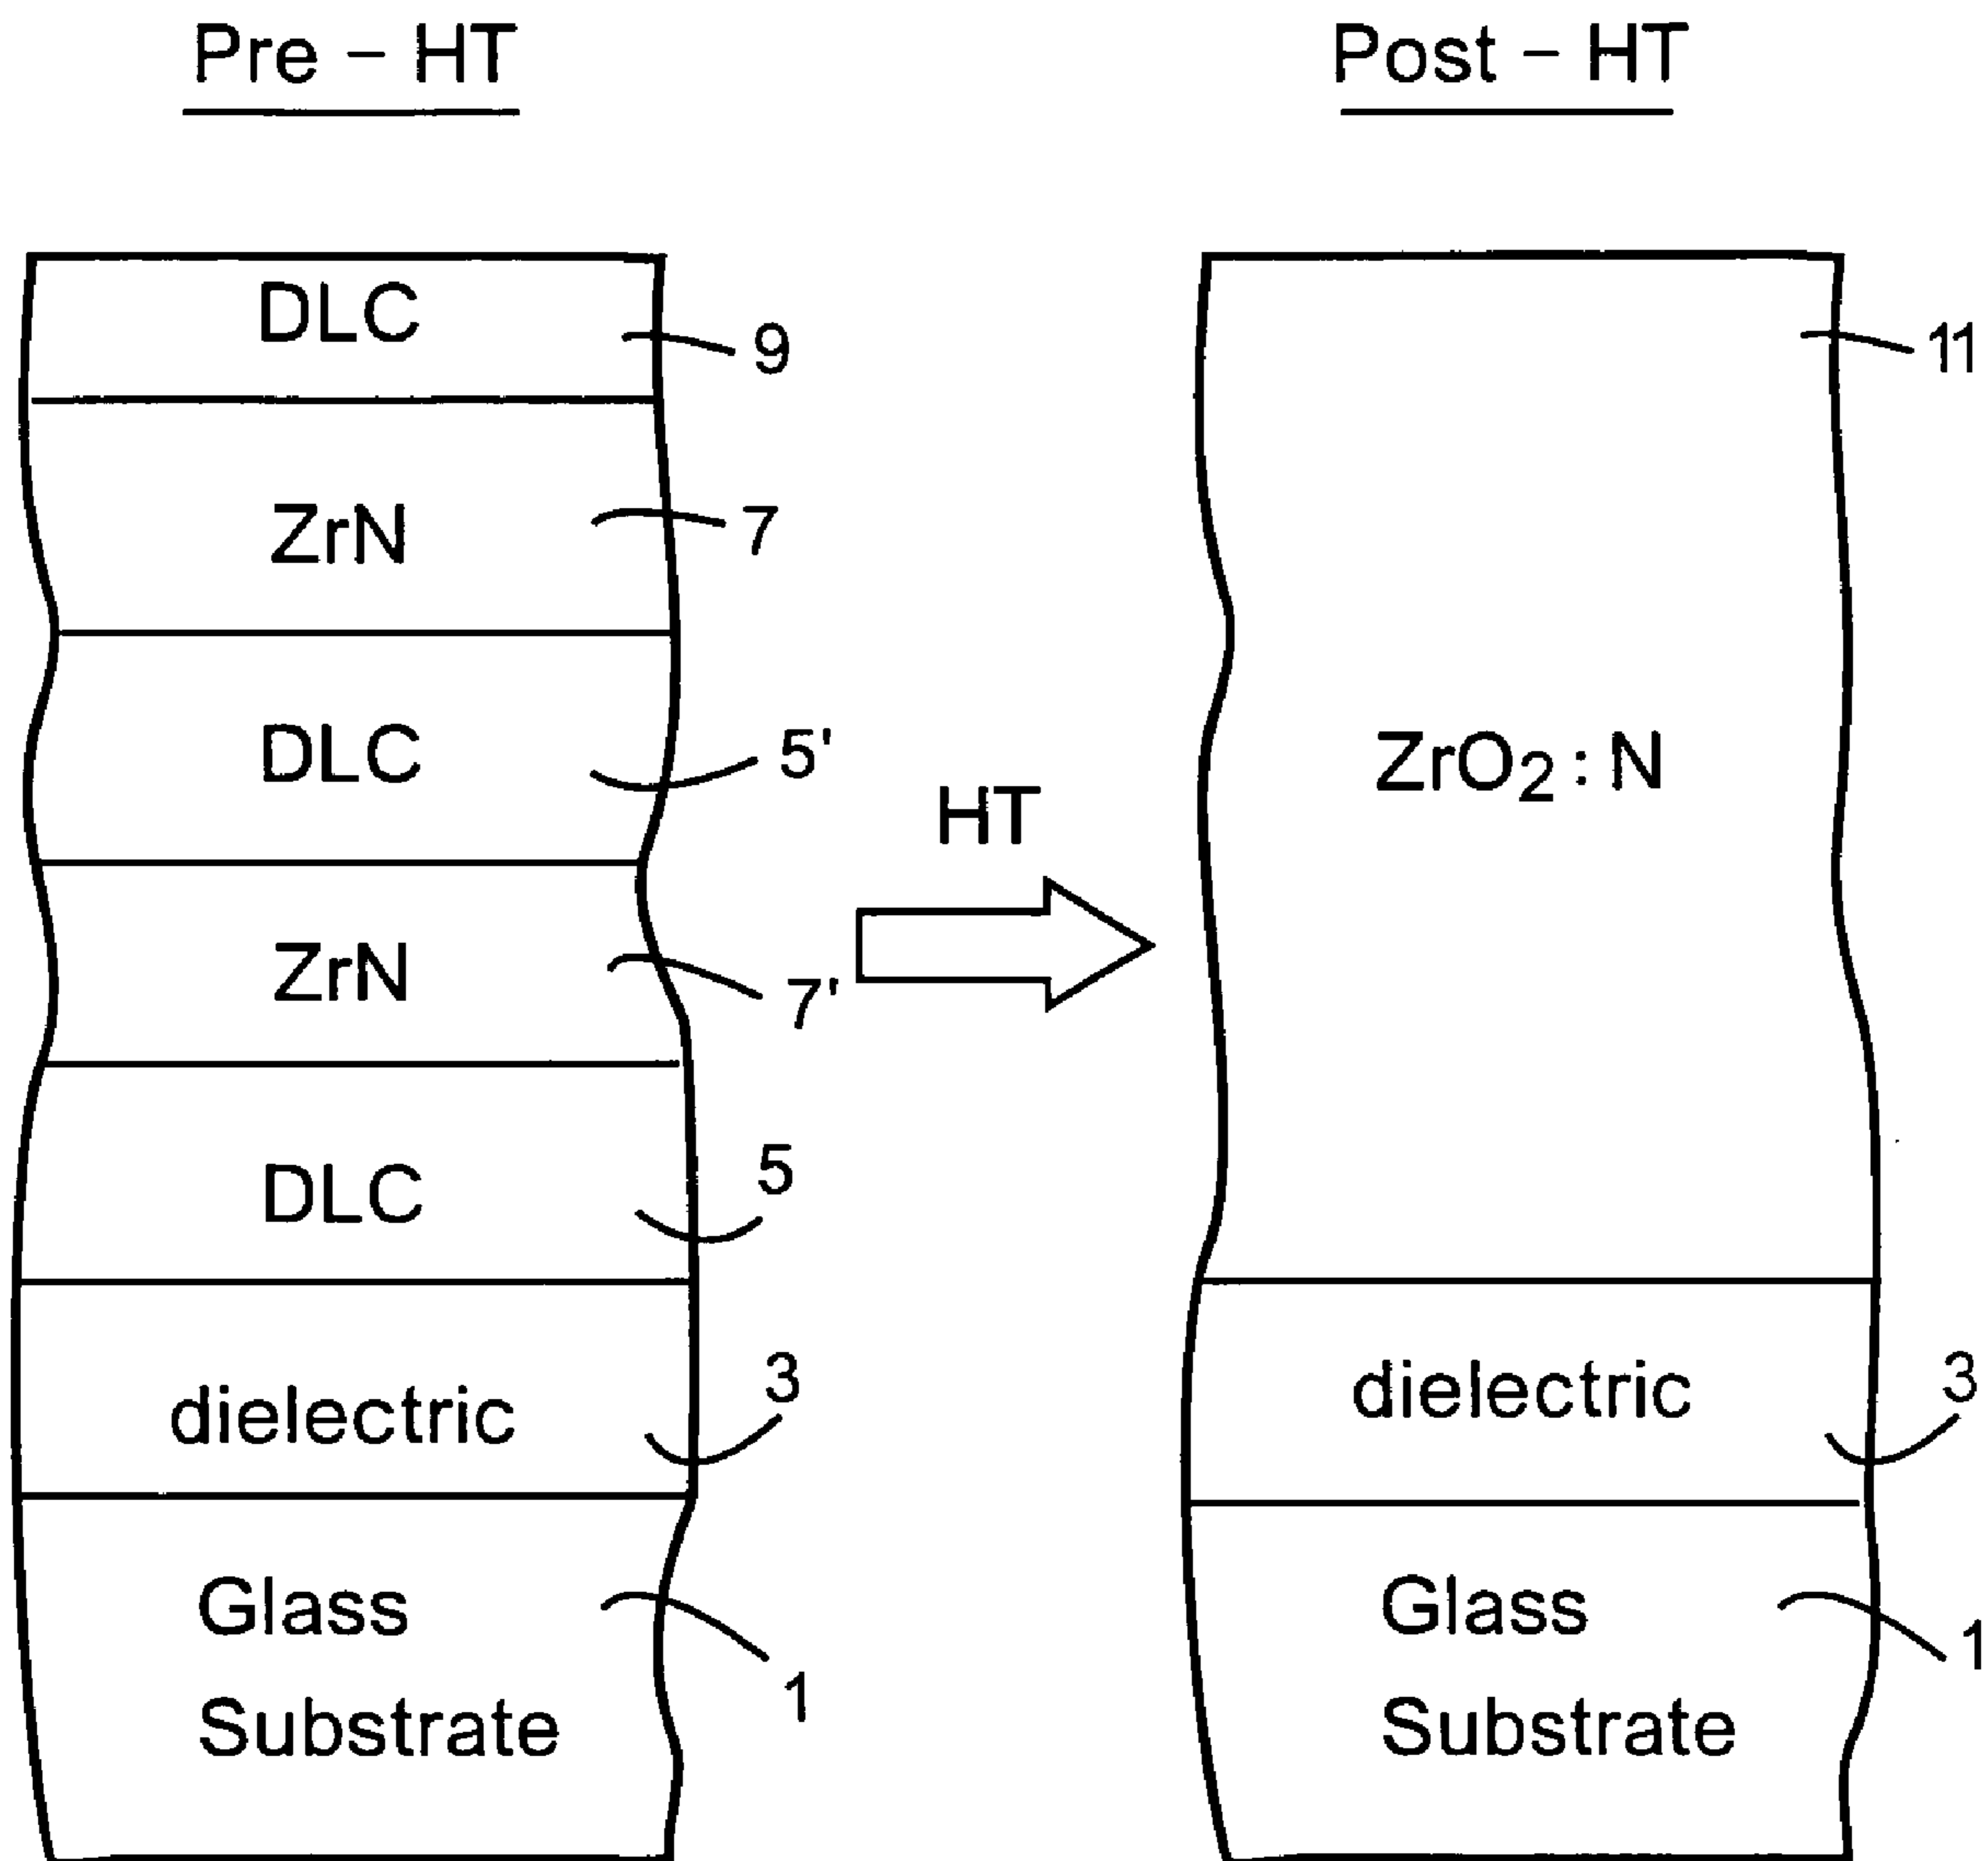 Pre – HT
DLC
9
ZrN
7
DLC
5'
ZrN
7'
DLC
5
dielectric
3
Glass
Substrate
1
HT
Post – HT
11
ZrO2 : N
dielectric
3
Glass
Substrate
1